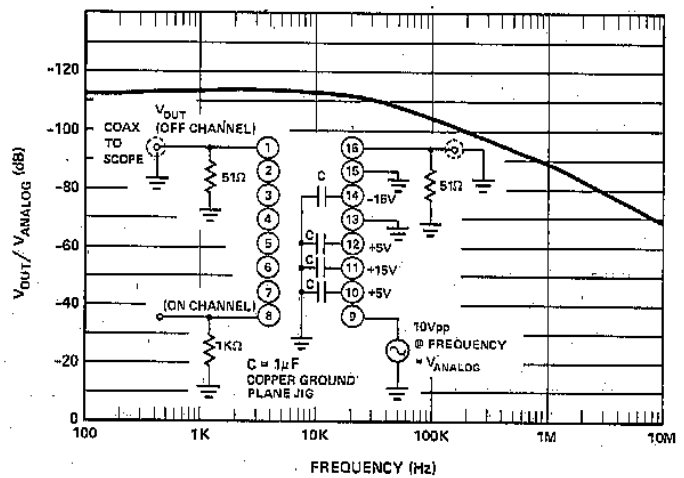 -120
-100
-80
-60
-40
-20
0
VOUT/VANALOG (dB)
100
1K
10K
100K
1M
10M
FREQUENCY (Hz)
COAX
TO
SCOPE
VOUT
(OFF CHANNEL)
51Ω
(ON CHANNEL)
1KΩ
1
2
3
4
5
6
7
8
16
15
14
13
12
11
10
9
C
-15V
C
+5V
C
+15V
C
+5V
51Ω
C = 1μF
COPPER GROUND
PLANE JIG
10Vpp
@ FREQUENCY
= VANALOG